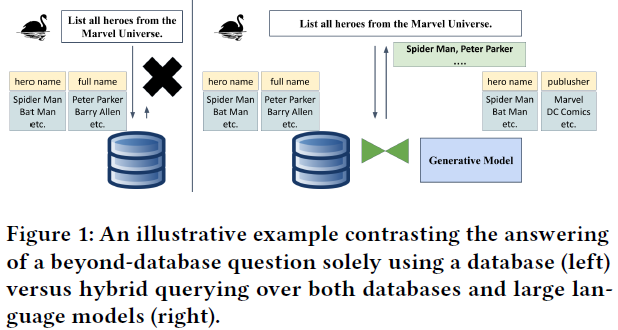 List all heroes from the
Marvel Universe.
hero name
full name
Spider Man
Bat Man
etc.
Peter Parker
Barry Allen
etc.
List all heroes from the Marvel Universe.
Spider Man, Peter Parker
....
hero name
full name
Spider Man
Bat Man
etc.
Peter Parker
Barry Allen
etc.
hero name
publusher
Spider Man
Bat Man
etc.
Marvel
DC Comics
etc.
Generative Model
Figure 1: An illustrative example contrasting the answering
of a beyond-database question solely using a database (left)
versus hybrid querying over both databases and large lan-
guage models (right).